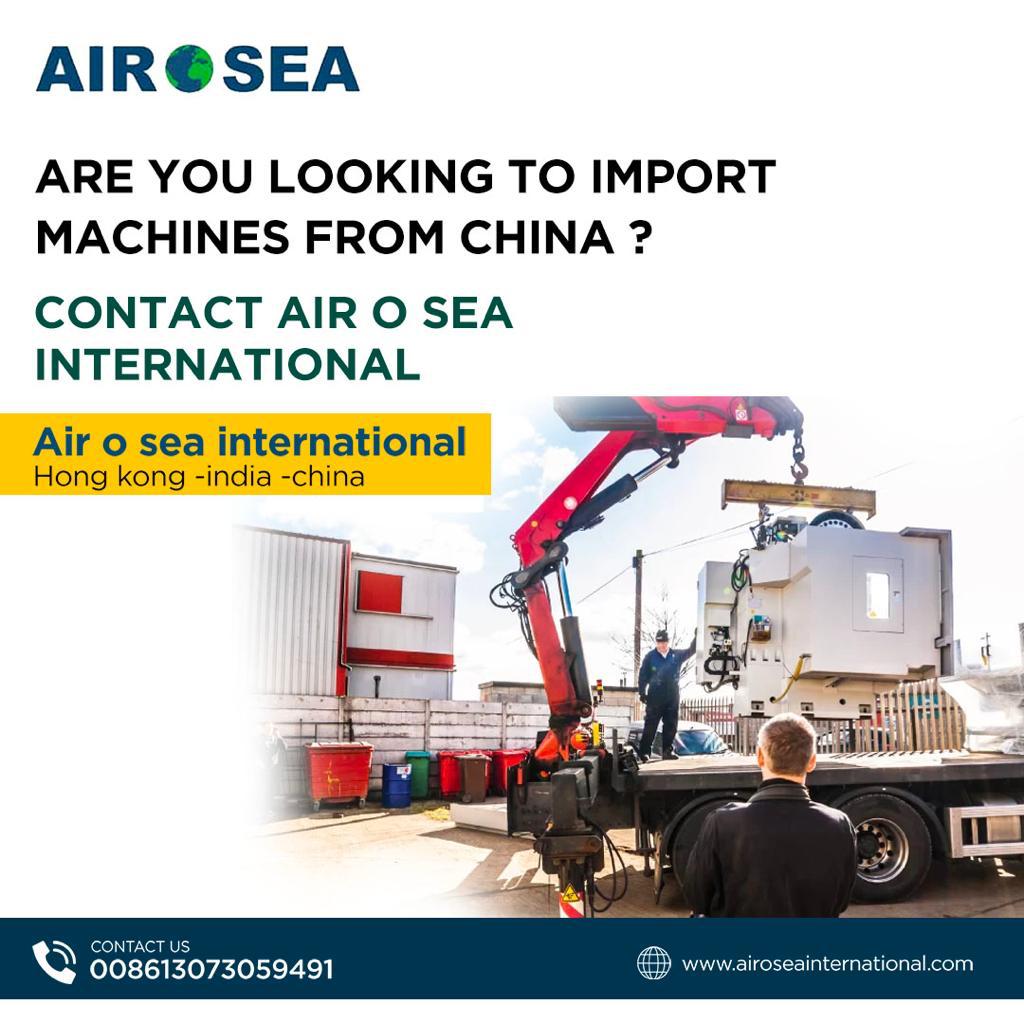 AIR O SEA
ARE YOU LOOKING TO IMPORT
MACHINES FROM CHINA ?
CONTACT AIR O SEA
INTERNATIONAL
Air o sea international
Hong kong -india -china
CONTACT US
008613073059491
www.airoseainternational.com